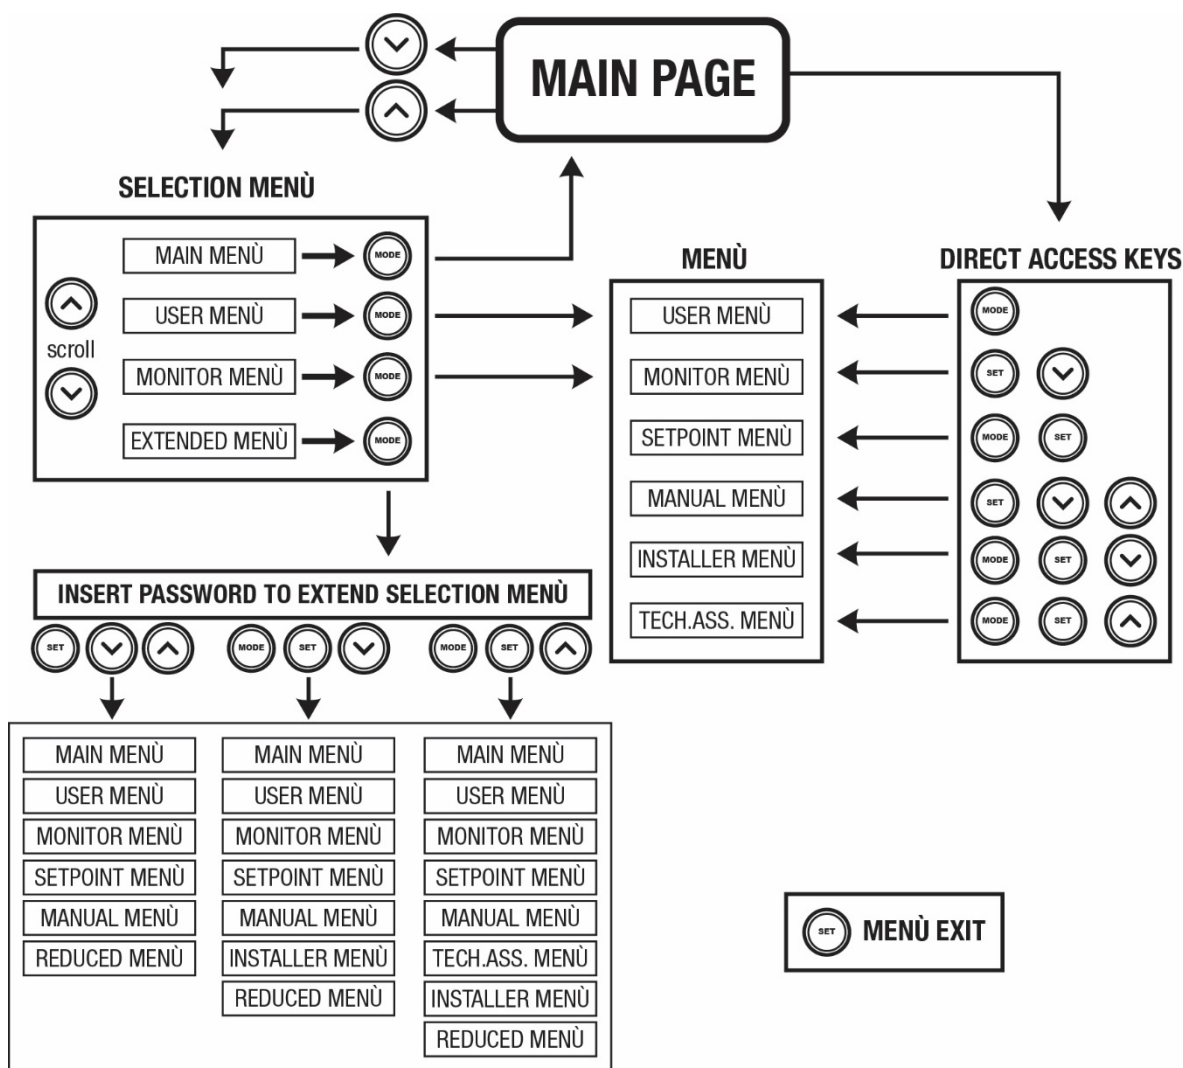 MAIN PAGE
SELECTION MENÙ
MAIN MENÙ MODE
USER MENÙ MODE
scroll
MONITOR MENÙ MODE
EXTENDED MENÙ MODE
MENÙ
USER MENÙ
MONITOR MENÙ
SETPOINT MENÙ
MANUAL MENÙ
INSTALLER MENÙ
TECH.ASS. MENÙ
DIRECT ACCESS KEYS
MODE
SET
MODE SET
SET
MODE SET
MODE SET
INSERT PASSWORD TO EXTEND SELECTION MENÙ
SET MODE SET MODE SET
MAIN MENÙ
USER MENÙ
MONITOR MENÙ
SETPOINT MENÙ
MANUAL MENÙ
REDUCED MENÙ
MAIN MENÙ
USER MENÙ
MONITOR MENÙ
SETPOINT MENÙ
MANUAL MENÙ
INSTALLER MENÙ
REDUCED MENÙ
MAIN MENÙ
USER MENÙ
MONITOR MENÙ
SETPOINT MENÙ
MANUAL MENÙ
TECH.ASS. MENÙ
INSTALLER MENÙ
REDUCED MENÙ
SET MENÙ EXIT